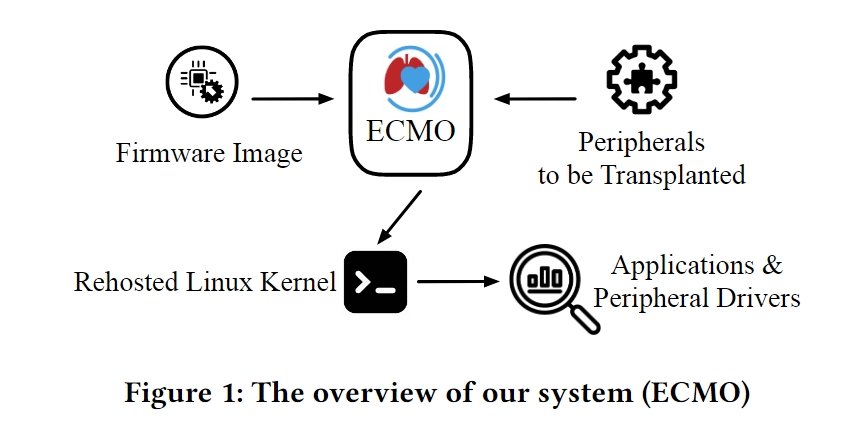 ECMO
Firmware Image
Peripherals
to be Transplanted
Rehosted Linux Kernel
Applications &
Peripheral Drivers
Figure 1: The overview of our system (ECMO)